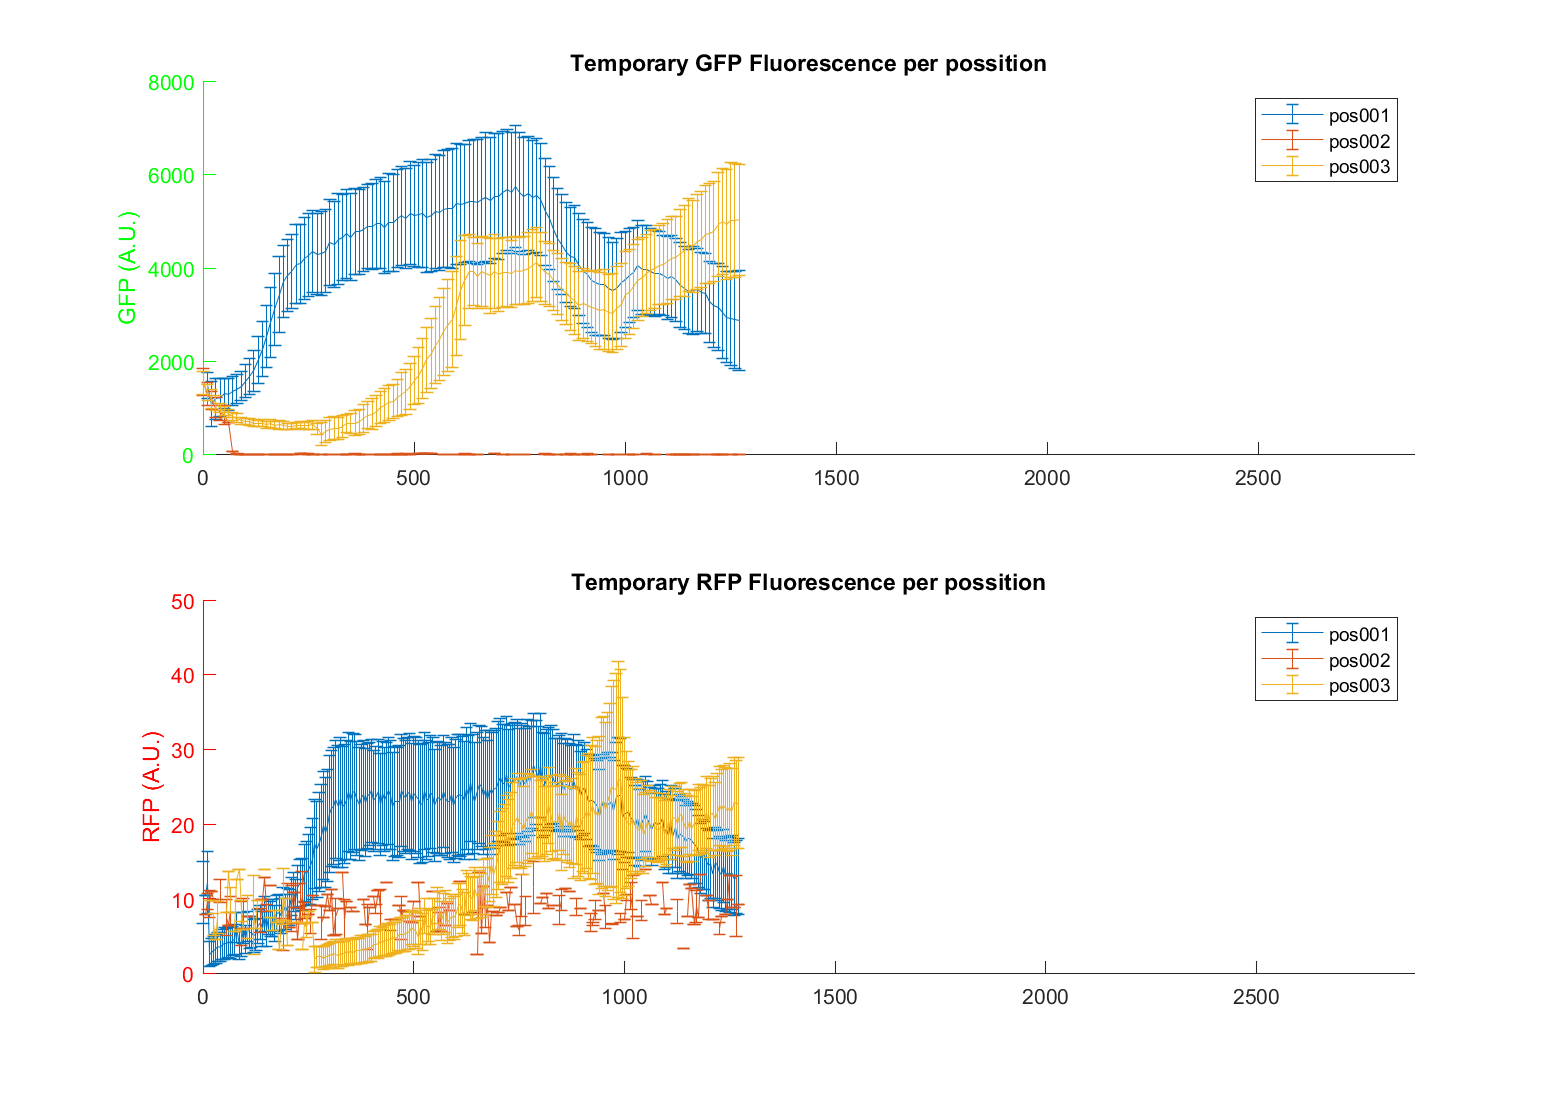 Temporary GFP Fluorescence per possition
8000
6000
4000
2000
0
GFP (A.U.)
0 500 1000 1500 2000 2500
pos001
pos002
pos003
Temporary RFP Fluorescence per possition
50
40
30
20
10
0
RFP (A.U.)
0 500 1000 1500 2000 2500
pos001
pos002
pos003